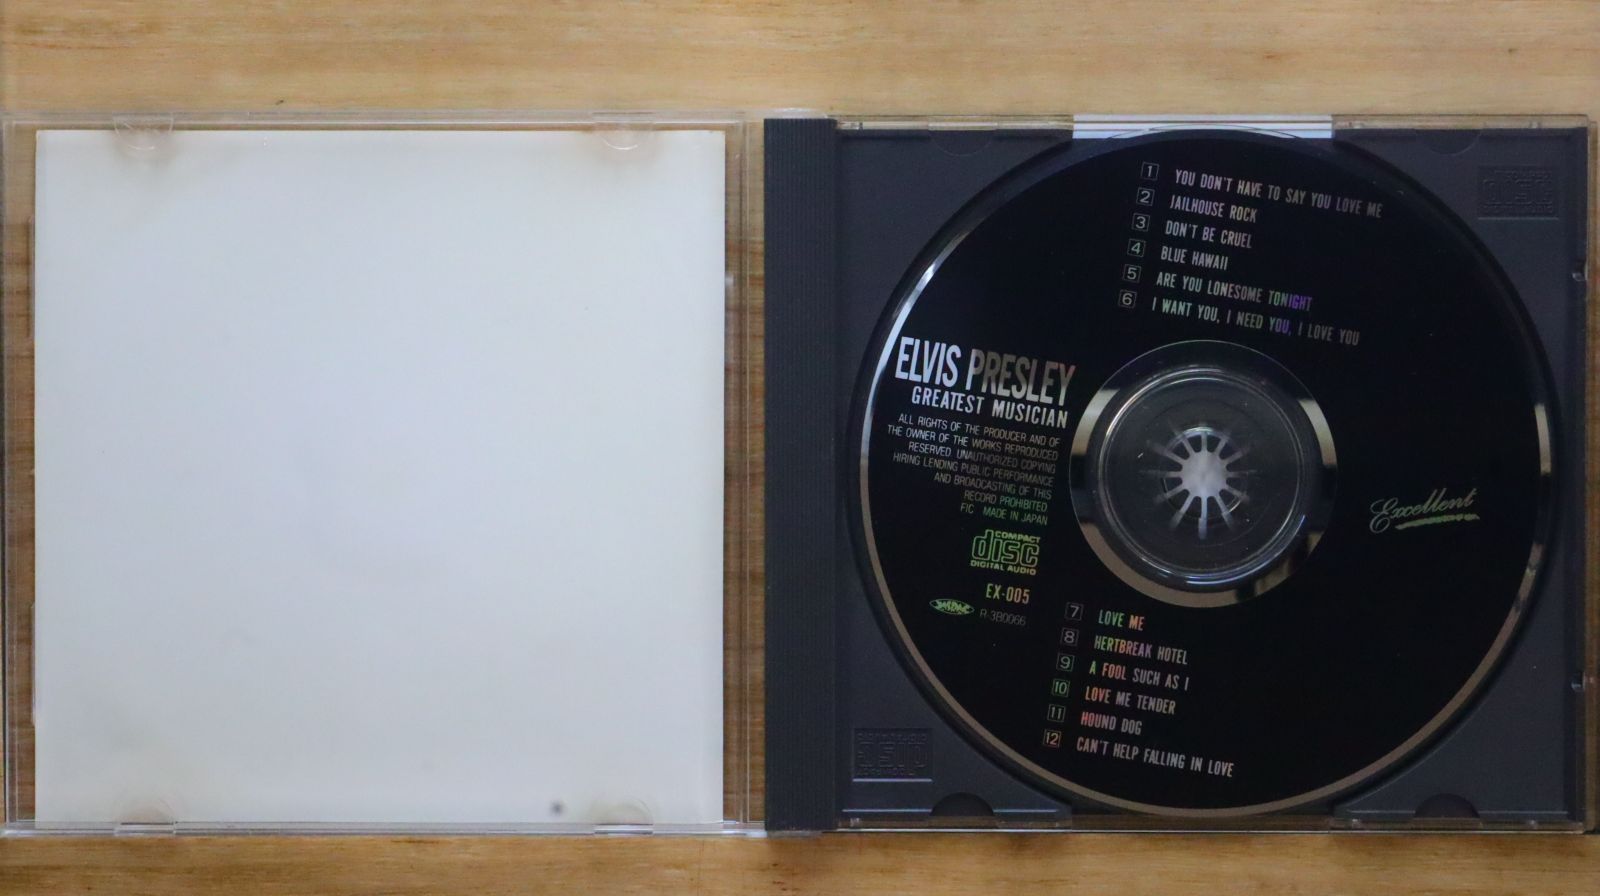 1 YOU DON'T HAVE TO SAY YOU LOVE ME
2 JAILHOUSE ROCK
3 DON'T BE CRUEL
4 BLUE HAWAII
5 ARE YOU LONESOME TONIGHT
6 I WANT YOU, I NEED YOU, I LOVE YOU
ELVIS PRESLEY
GREATEST MUSICIAN
ALL RIGHTS OF THE PRODUCER AND OF
THE OWNER OF THE WORKS REPRODUCED
RESERVED. UNAUTHORIZED COPYING
HIRING LENDING PUBLIC PERFORMANCE
AND BROADCASTING OF THIS
RECORD PROHIBITED
FIC MADE IN JAPAN
COMPACT
disc
DIGITAL AUDIO
EX-005
R-3B0066
Excellent
7 LOVE ME
8 HERTBREAK HOTEL
9 A FOOL SUCH AS I
10 LOVE ME TENDER
11 HOUND DOG
12 CAN'T HELP FALLING IN LOVE